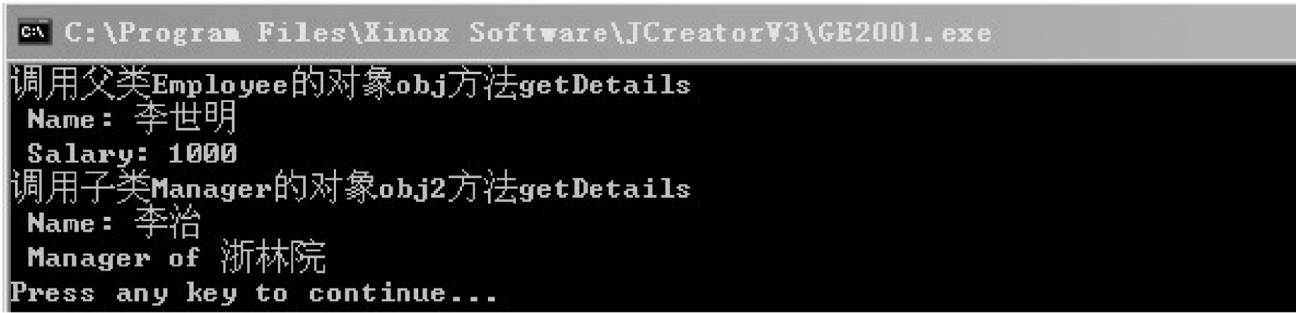 C:\Program Files\Xinox Software\JCreatorV3\GE2001.exe
调用父类Employee的对象obj方法getDetails
Name: 李世明
Salary: 1000
调用子类Manager的对象obj2方法getDetails
Name: 李治
Manager of 浙林院
Press any key to continue...